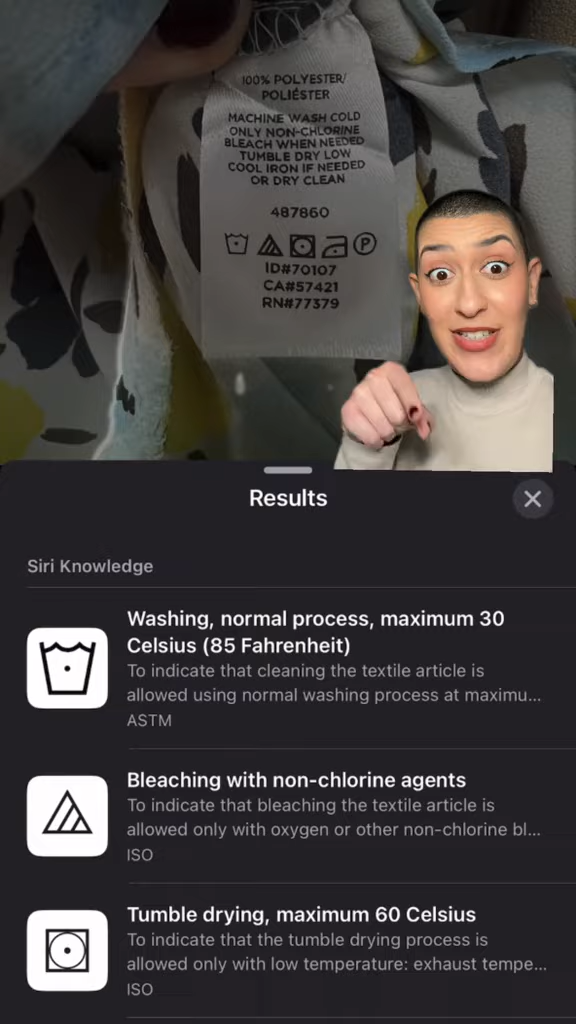 100% POLYESTER/
POLIÉSTER
MACHINE WASH COLD
ONLY NON-CHLORINE
BLEACH WHEN NEEDED
TUMBLE DRY LOW
COOL IRON IF NEEDED
OR DRY CLEAN
487860
P
ID#70107
CA#57421
RN#77379
Results
Siri Knowledge
Washing, normal process, maximum 30
Celsius (85 Fahrenheit)
To indicate that cleaning the textile article is
allowed using normal washing process at maximu...
ASTM
Bleaching with non-chlorine agents
To indicate that bleaching the textile article is
allowed only with oxygen or other non-chlorine bl...
ISO
Tumble drying, maximum 60 Celsius
To indicate that the tumble drying process is
allowed only with low temperature: exhaust tempe...
ISO